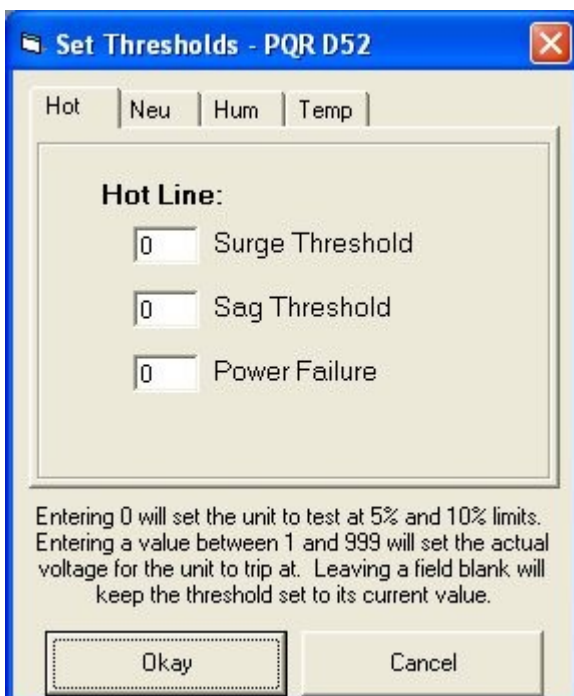 Set Thresholds - PQR D52
Hot Neu Hum Temp
Hot Line:
0 Surge Threshold
0 Sag Threshold
0 Power Failure
Entering 0 will set the unit to test at 5% and 10% limits.
Entering a value between 1 and 999 will set the actual
voltage for the unit to trip at. Leaving a field blank will
keep the threshold set to its current value.
Okay Cancel